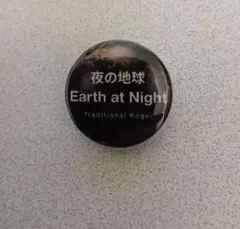 夜の地球
Earth at Night
Traditional Kogei